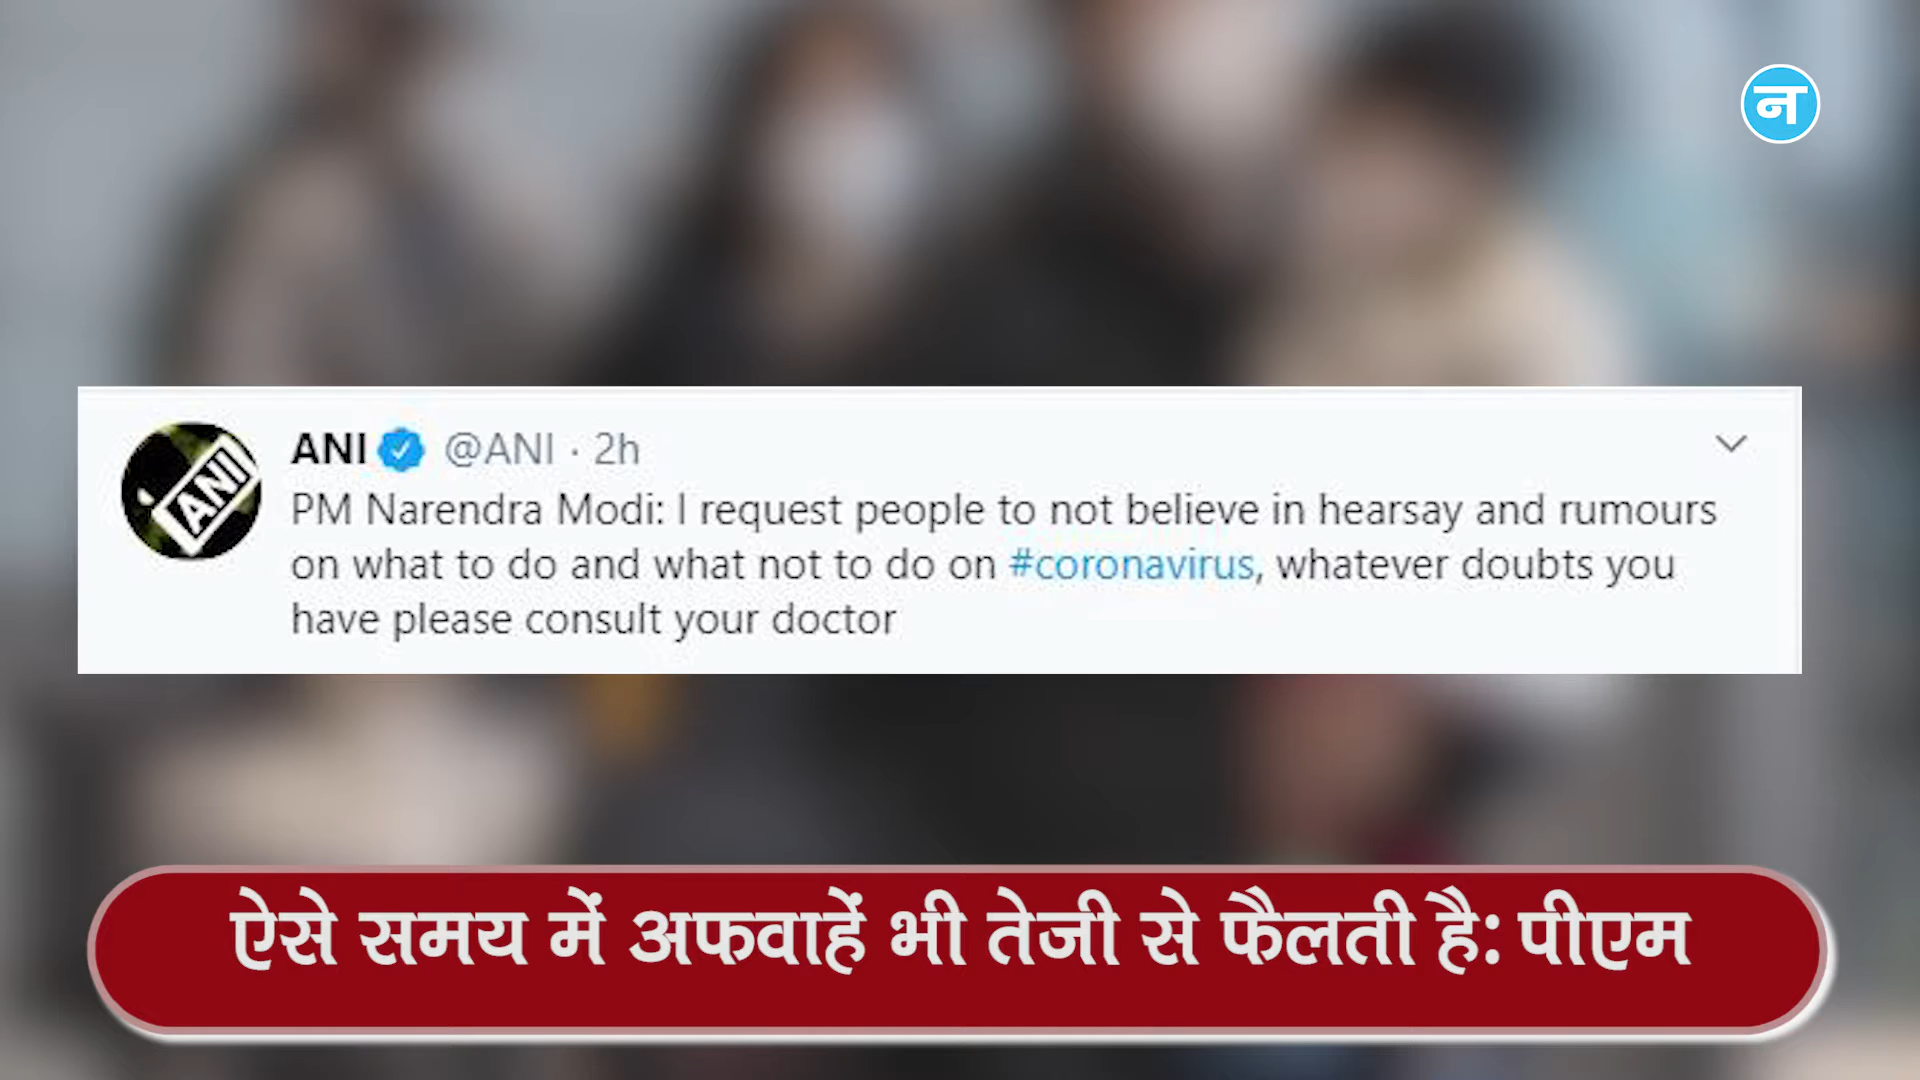 न
ANI @ANI · 2h
ANI
PM Narendra Modi: I request people to not believe in hearsay and rumours
on what to do and what not to do on #coronavirus, whatever doubts you
have please consult your doctor
ऐसे समय में अफवाहें भी तेजी से फैलती है: पीएम